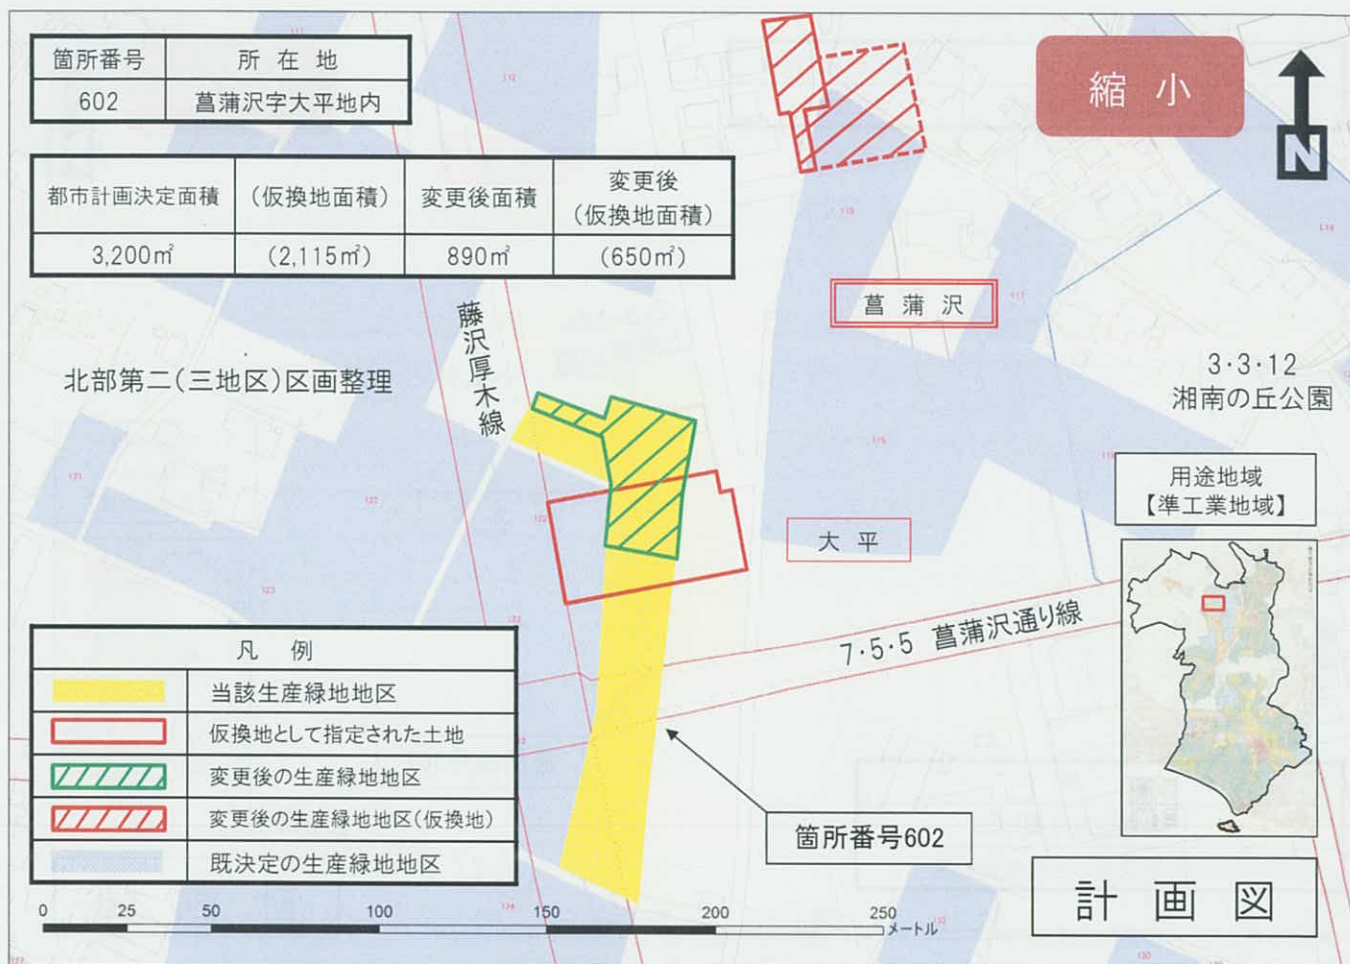 箇所番号 所在地
602 菖蒲沢字大平地内
縮小
N
都市計画決定面積 (仮換地面積) 変更後面積 変更後(仮換地面積)
3,200㎡ (2,115㎡) 890㎡ (650㎡)
藤沢厚木線
菖蒲沢
北部第二(三地区)区画整理
3・3・12
湘南の丘公園
用途地域
【準工業地域】
大平
7・5・5 菖蒲沢通り線
凡例
当該生産緑地地区
仮換地として指定された土地
変更後の生産緑地地区
変更後の生産緑地地区(仮換地)
既決定の生産緑地地区
箇所番号602
計画図
0 25 50 100 150 200 250
メートル
112
115
117
116
121
122
122
123